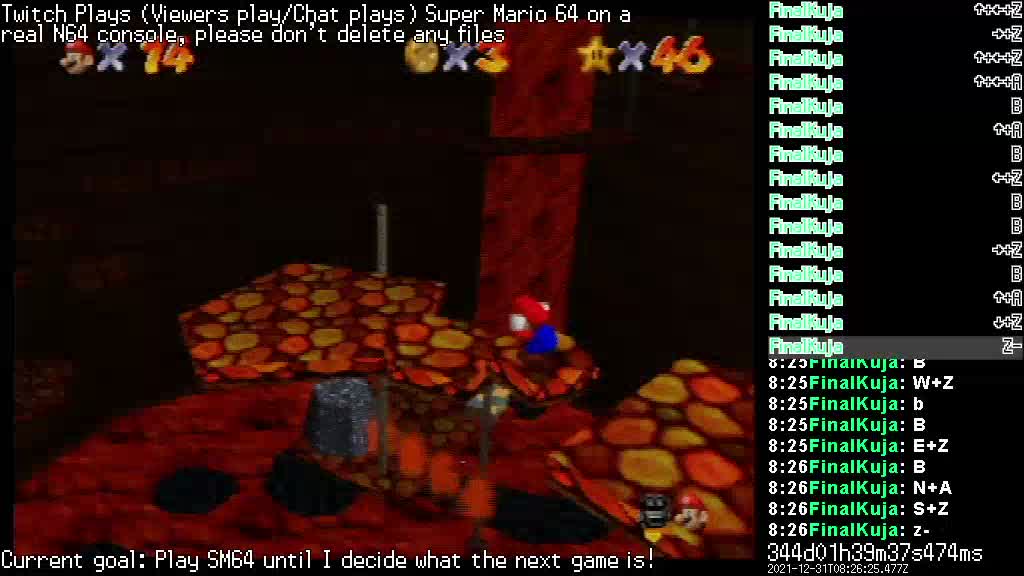 Twitch Plays (Viewers play/Chat plays) Super Mario 64 on a
real N64 console, please don't delete any files
x 14
x 3
x 46
FinalKuja
FinalKuja
FinalKuja
FinalKuja
FinalKuja B
FinalKuja ↑+A
FinalKuja B
FinalKuja ←+Z
FinalKuja B
FinalKuja B
FinalKuja →+Z
FinalKuja B
FinalKuja ↑+A
FinalKuja ↓+Z
FinalKuja Z-
8:25FinalKuja: B
8:25FinalKuja: W+Z
8:25FinalKuja: b
8:25FinalKuja: B
8:25FinalKuja: E+Z
8:26FinalKuja: B
8:26FinalKuja: N+A
8:26FinalKuja: S+Z
8:26FinalKuja: z-
344d01h39m37s474ms
2021-12-31T08:26:25.477Z
Current goal: Play SM64 until I decide what the next game is!